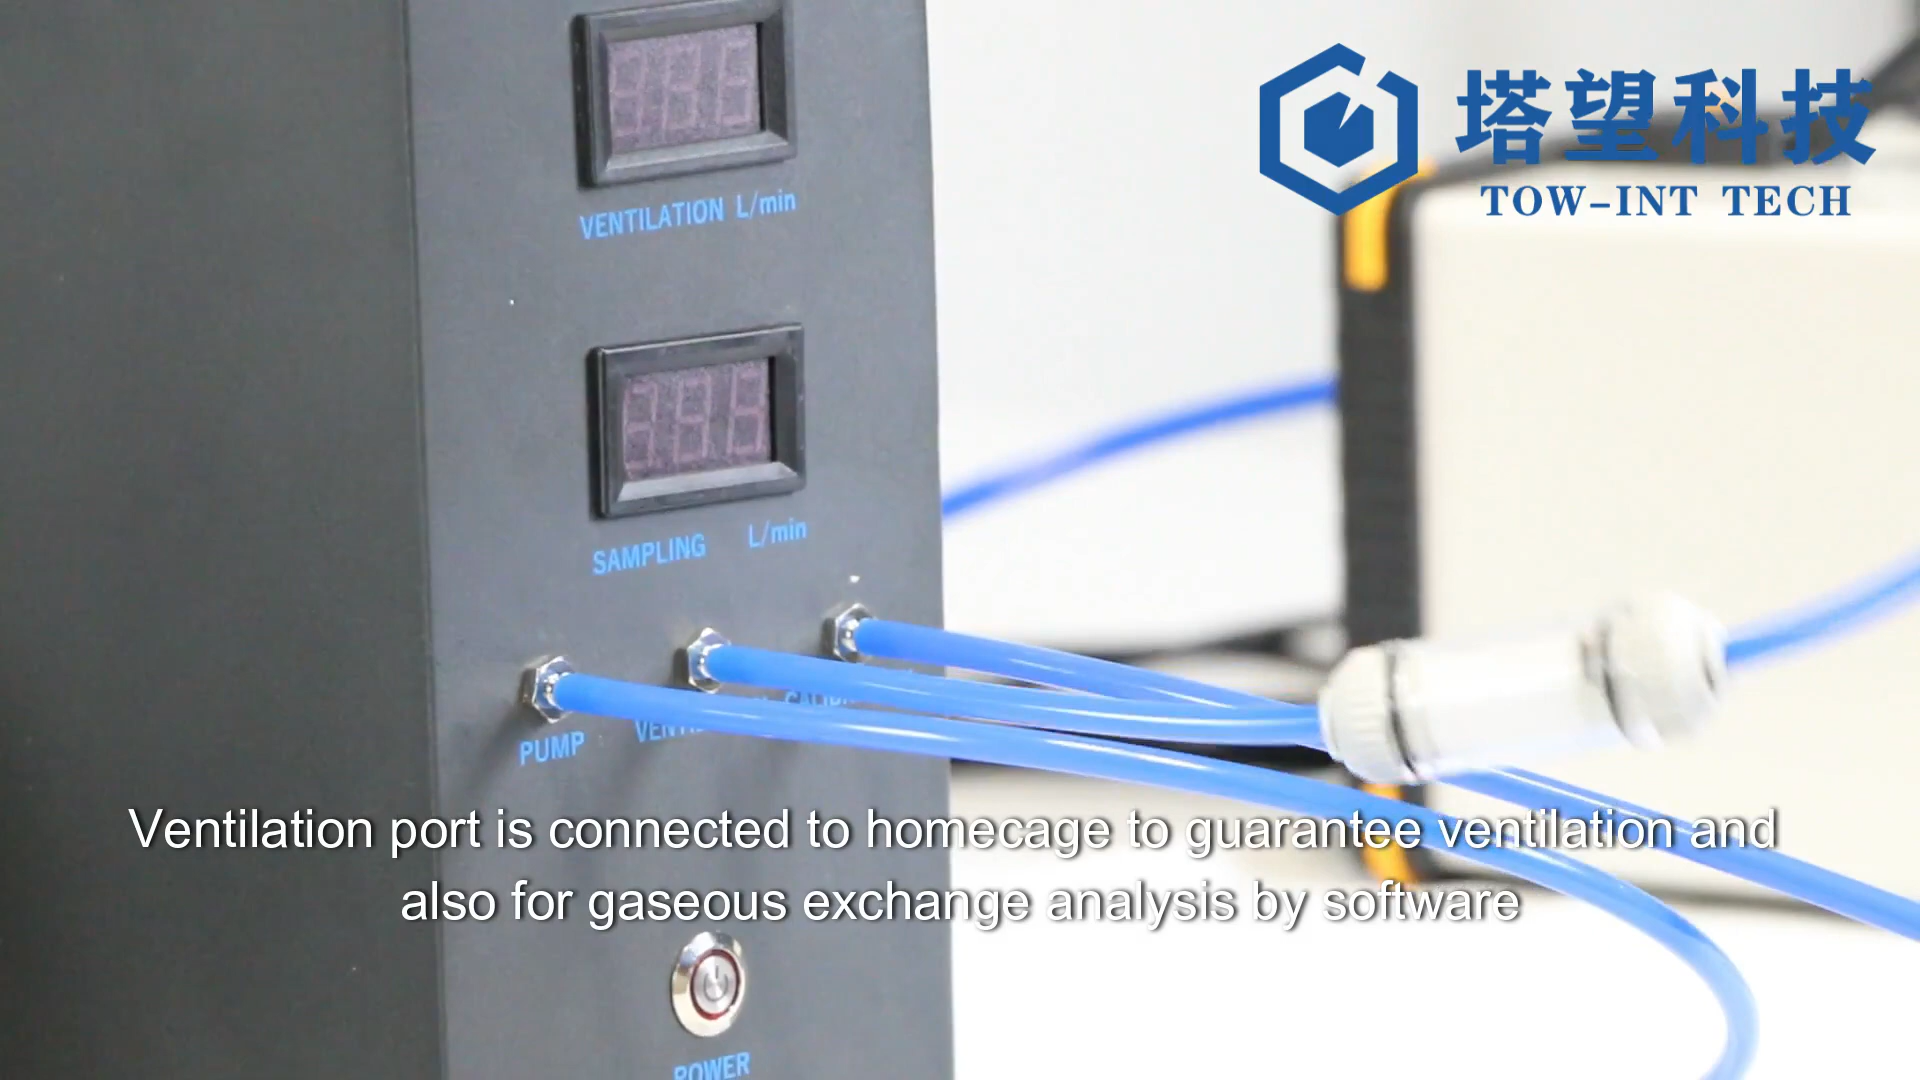 塔望科技
TOW-INT TECH
VENTILATION L/min
SAMPLING L/min
PUMP
Ventilation port is connected to homecage to guarantee ventilation and
also for gaseous exchange analysis by software
POWER